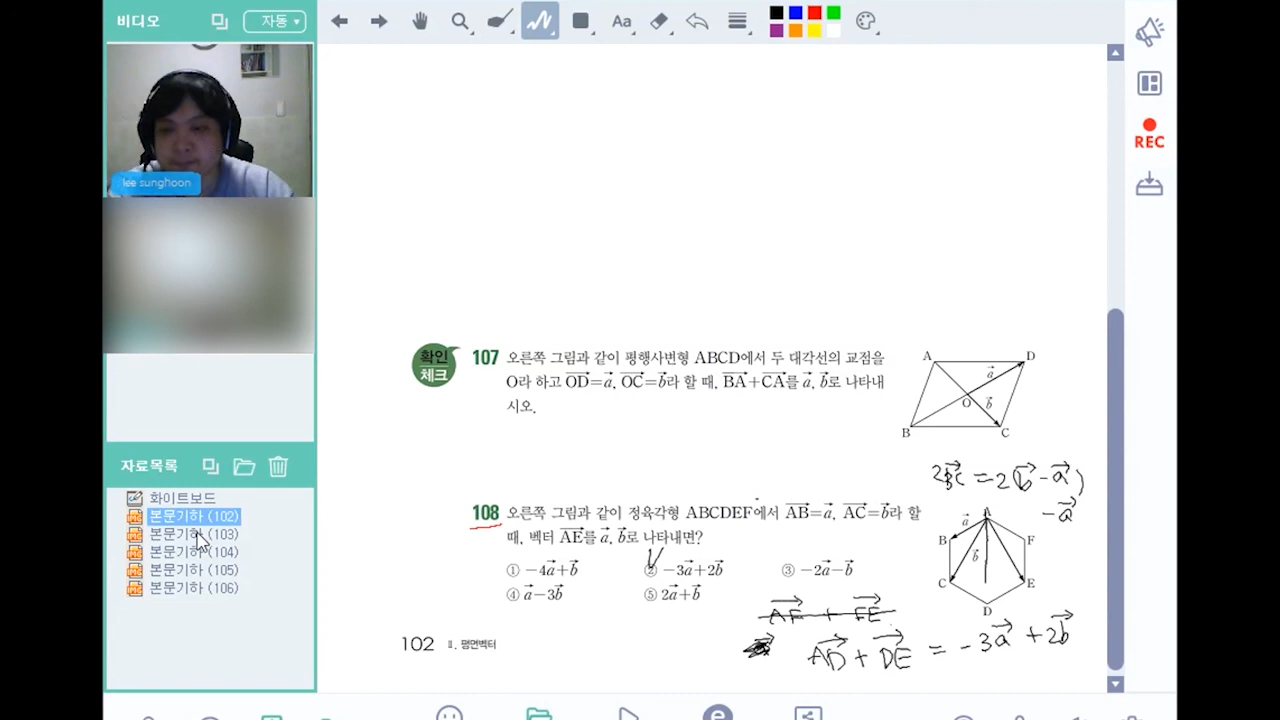 비디오
자동
Aa
REC
lee sunghoon
자료목록
화이트보드
본문기하 (102)
본문기하 (103)
본문기하 (104)
본문기하 (105)
본문기하 (106)
확인
체크
107 오른쪽 그림과 같이 평행사변형 ABCD에서 두 대각선의 교점을
O라 하고 OD=a, OC=b라 할 때, BA+CA를 a, b로 나타내
시오.
A
D
a
O
b
B
C
2BC = 2(b-a)
-a
108 오른쪽 그림과 같이 정육각형 ABCDEF에서 AB=a, AC=b라 할
때, 벡터 AE를 a, b로 나타내면?
① -4a+b
② -3a+2b
③ -2a-b
④ a-3b
⑤ 2a+b
A
a
B
F
b
C
E
D
AF + FE
AD + DE = -3a + 2b
102 Ⅱ. 평면벡터